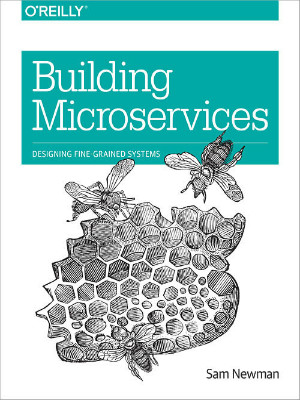 O'REILLY®
Building
Microservices
DESIGNING FINE-GRAINED SYSTEMS
Sam Newman